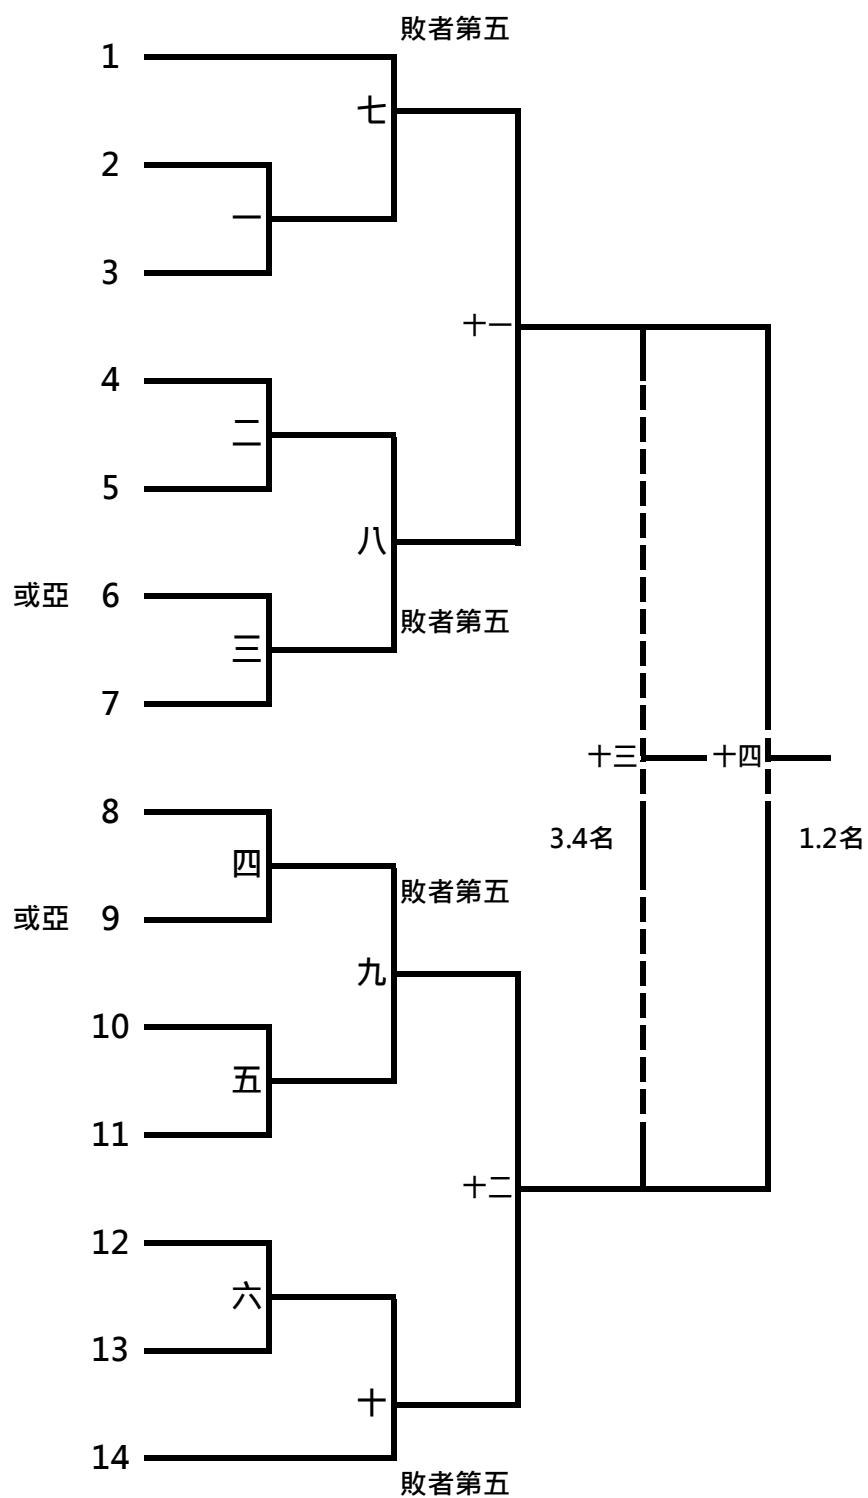 敗者第五
1
七
2
一
3
十一
4
二
5
八
或亞 6
敗者第五
三
7
十三 十四
8
3.4名 1.2名
四
敗者第五
或亞 9
九
10
五
11
十二
12
六
13
十
14
敗者第五